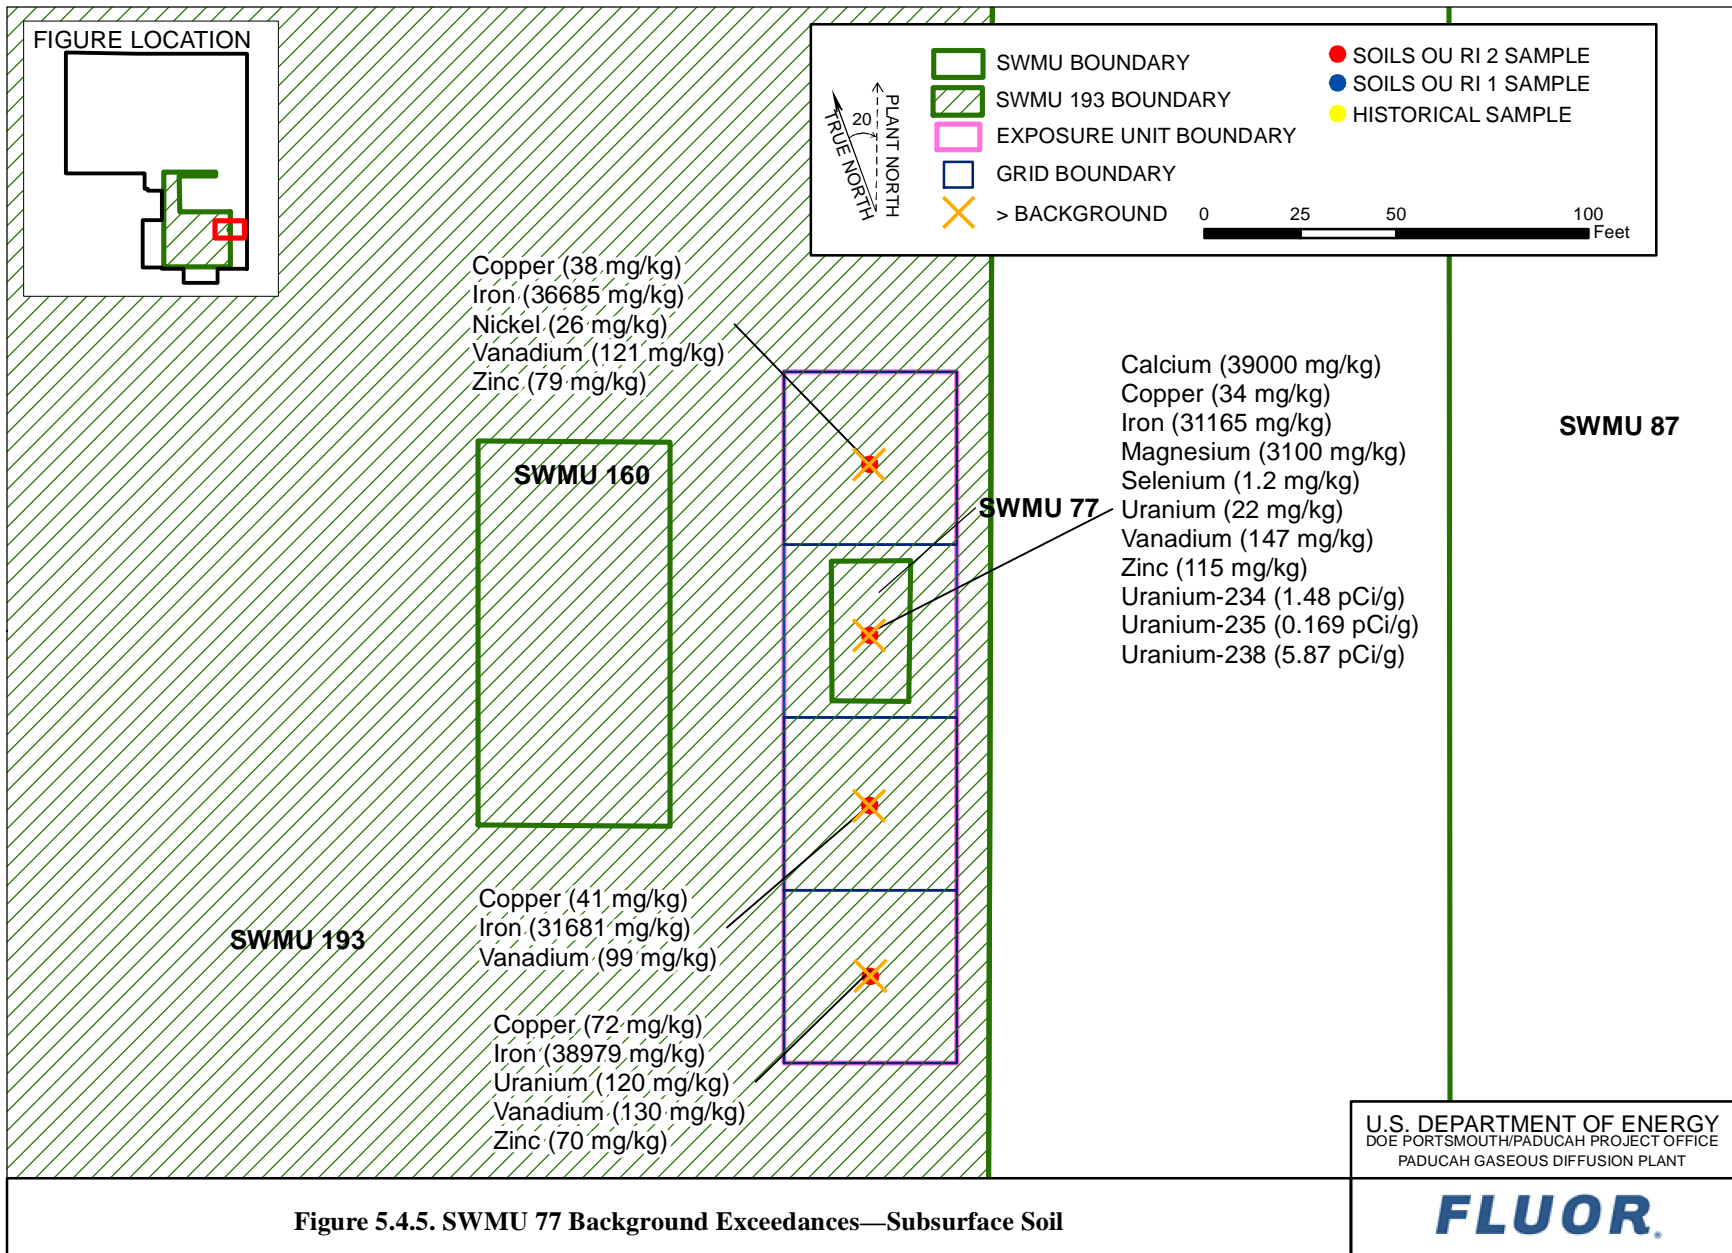 FIGURE LOCATION
TRUE NORTH
20
PLANT NORTH
SWMU BOUNDARY
SWMU 193 BOUNDARY
EXPOSURE UNIT BOUNDARY
GRID BOUNDARY
> BACKGROUND
SOILS OU RI 2 SAMPLE
SOILS OU RI 1 SAMPLE
HISTORICAL SAMPLE
0 25 50 100
Feet
Copper (38 mg/kg)
Iron (36685 mg/kg)
Nickel (26 mg/kg)
Vanadium (121 mg/kg)
Zinc (79 mg/kg)
Calcium (39000 mg/kg)
Copper (34 mg/kg)
Iron (31165 mg/kg)
Magnesium (3100 mg/kg)
Selenium (1.2 mg/kg)
Uranium (22 mg/kg)
Vanadium (147 mg/kg)
Zinc (115 mg/kg)
Uranium-234 (1.48 pCi/g)
Uranium-235 (0.169 pCi/g)
Uranium-238 (5.87 pCi/g)
SWMU 87
SWMU 160
SWMU 77
Copper (41 mg/kg)
Iron (31681 mg/kg)
Vanadium (99 mg/kg)
SWMU 193
Copper (72 mg/kg)
Iron (38979 mg/kg)
Uranium (120 mg/kg)
Vanadium (130 mg/kg)
Zinc (70 mg/kg)
U.S. DEPARTMENT OF ENERGY
DOE PORTSMOUTH/PADUCAH PROJECT OFFICE
PADUCAH GASEOUS DIFFUSION PLANT
Figure 5.4.5. SWMU 77 Background Exceedances—Subsurface Soil
FLUOR®